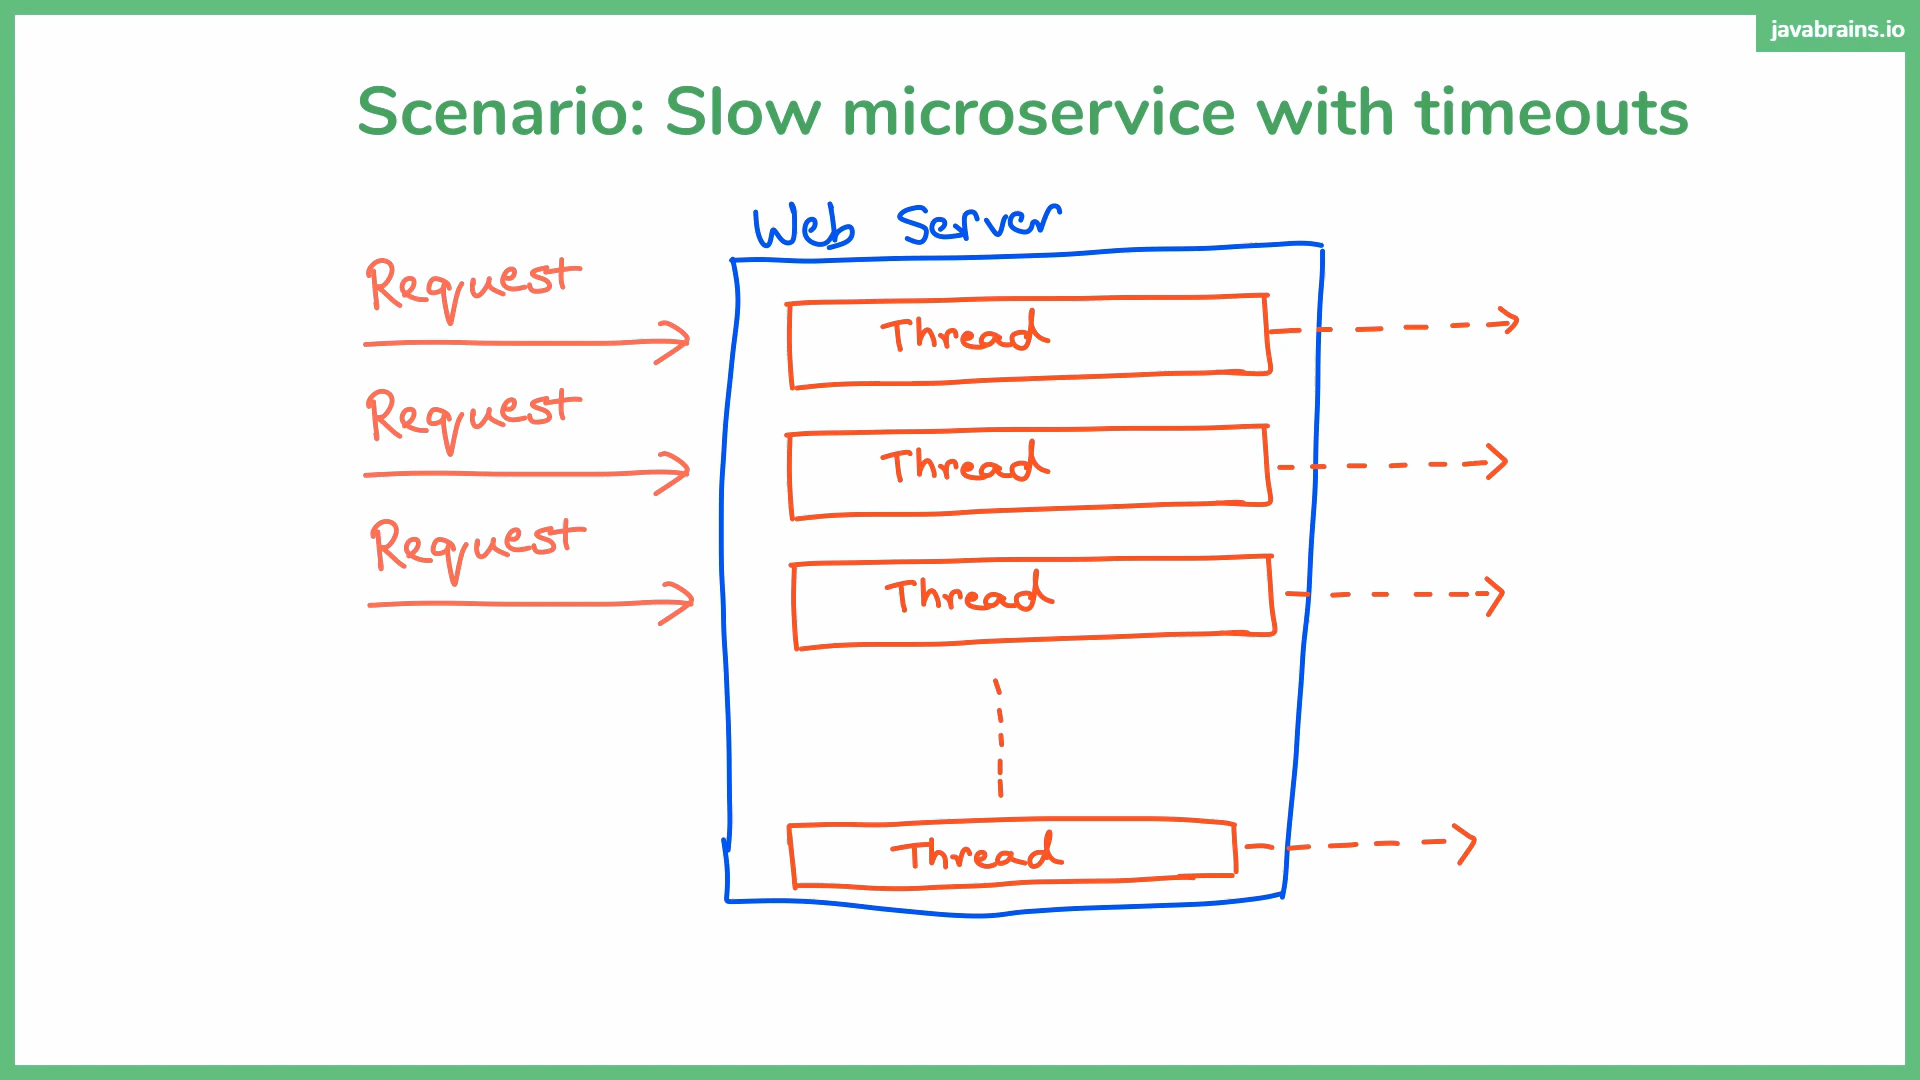 javabrains.io
Scenario: Slow microservice with timeouts
Web Server
Request
Thread
Request
Thread
Request
Thread
Thread